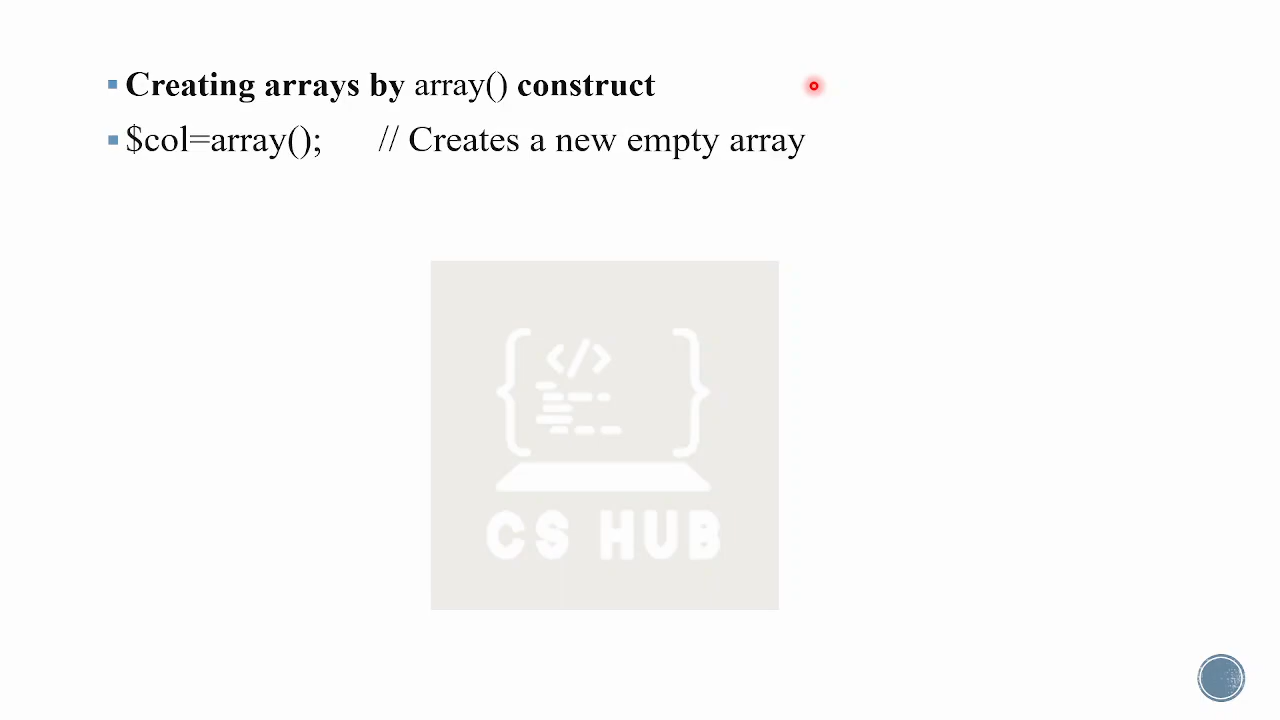 Creating arrays by array() construct
$col=array(); // Creates a new empty array
</>
CS HUB